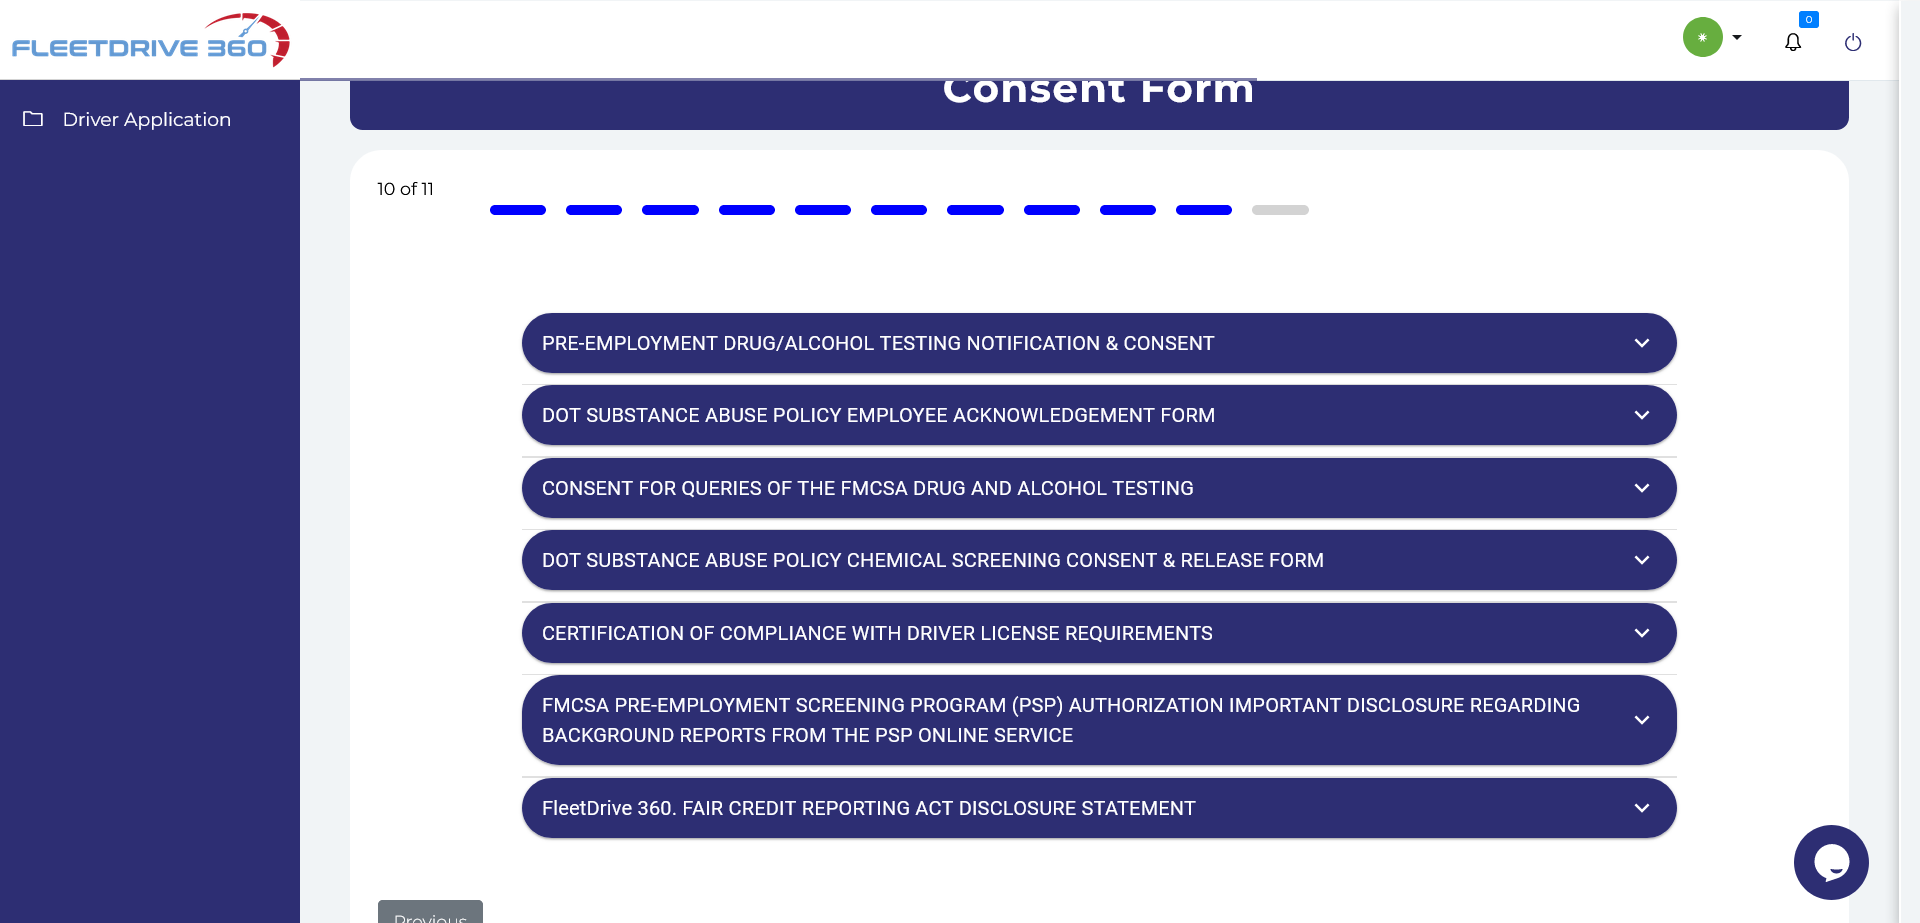 FLEETDRIVE 360
0
Driver Application
Consent Form
10 of 11
PRE-EMPLOYMENT DRUG/ALCOHOL TESTING NOTIFICATION & CONSENT
DOT SUBSTANCE ABUSE POLICY EMPLOYEE ACKNOWLEDGEMENT FORM
CONSENT FOR QUERIES OF THE FMCSA DRUG AND ALCOHOL TESTING
DOT SUBSTANCE ABUSE POLICY CHEMICAL SCREENING CONSENT & RELEASE FORM
CERTIFICATION OF COMPLIANCE WITH DRIVER LICENSE REQUIREMENTS
FMCSA PRE-EMPLOYMENT SCREENING PROGRAM (PSP) AUTHORIZATION IMPORTANT DISCLOSURE REGARDING
BACKGROUND REPORTS FROM THE PSP ONLINE SERVICE
FleetDrive 360. FAIR CREDIT REPORTING ACT DISCLOSURE STATEMENT
Previous